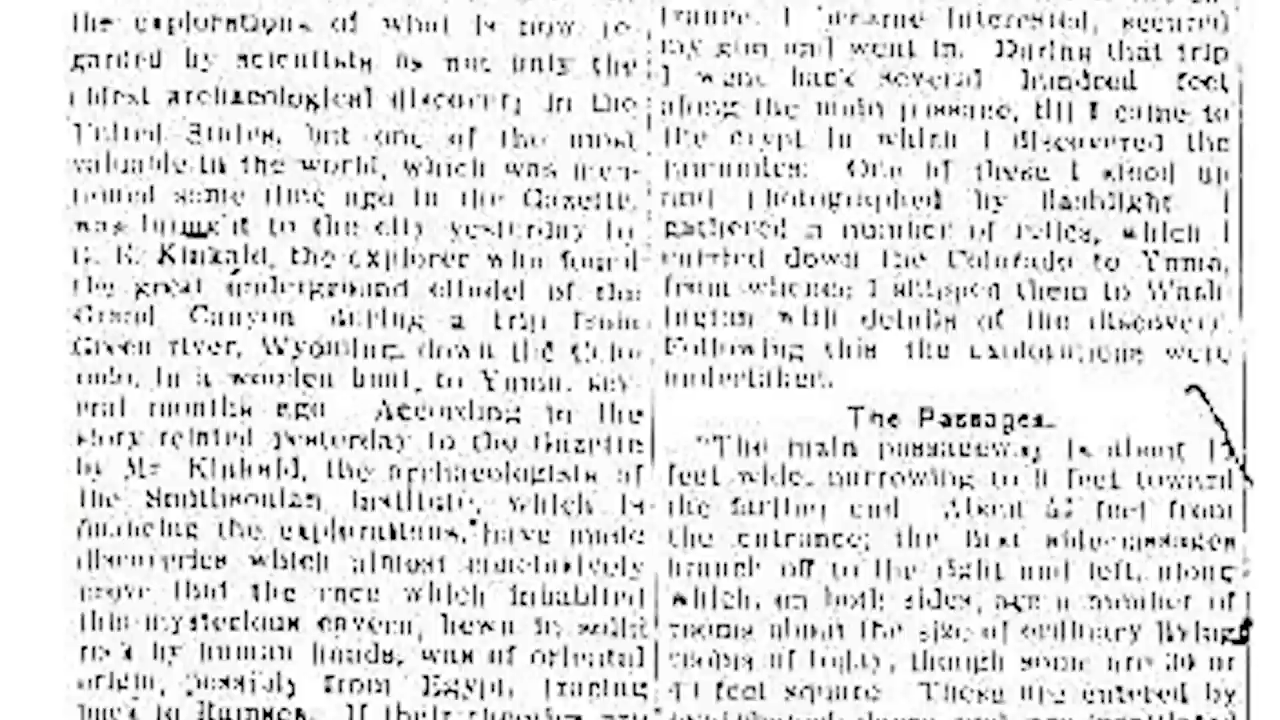 the explorations of what is now re-
garded by scientists as not only the
oldest archaeological discovery in the
United States, but one of the most
valuable in the world, which was men-
tioned some time ago in the Gazette,
was brought to the city yesterday by
G. E. Kinkaid, the explorer who found
the great underground citadel of the
Grand Canyon during a trip from
Green river, Wyoming, down the Colo-
rado, in a wooden boat, to Yuma, sev-
eral months ago. According to the
story related yesterday to the Gazette
by Mr. Kinkaid, the archaeologists of
the Smithsonian Institute, which is
financing the explorations, have made
discoveries which almost conclusively
prove that the race which inhabited
this mysterious cavern, hewn in solid
rock by human hands, was of oriental
origin, possibly from Egypt, tracing
back to Ramses. If their theories are
I became interested, secured
my gun and went in. During that trip
I went back several hundred feet
along the main passage, till I came to
the crypt in which I discovered the
mummies. One of these I stood up
and photographed by flashlight. I
gathered a number of relics, which I
carried down the Colorado to Yuma,
from whence I shipped them to Wash-
ington with details of the discovery.
Following this the explorations were
undertaken.
The Passages.
"The main passageway is about 12
feet wide, narrowing to 9 feet toward
the farther end. About 57 feet from
the entrance, the first side-passages
branch off to the right and left, along
which, on both sides, are a number of
rooms about the size of ordinary living
rooms of today, though some are 30 or
40 feet square. These are entered by